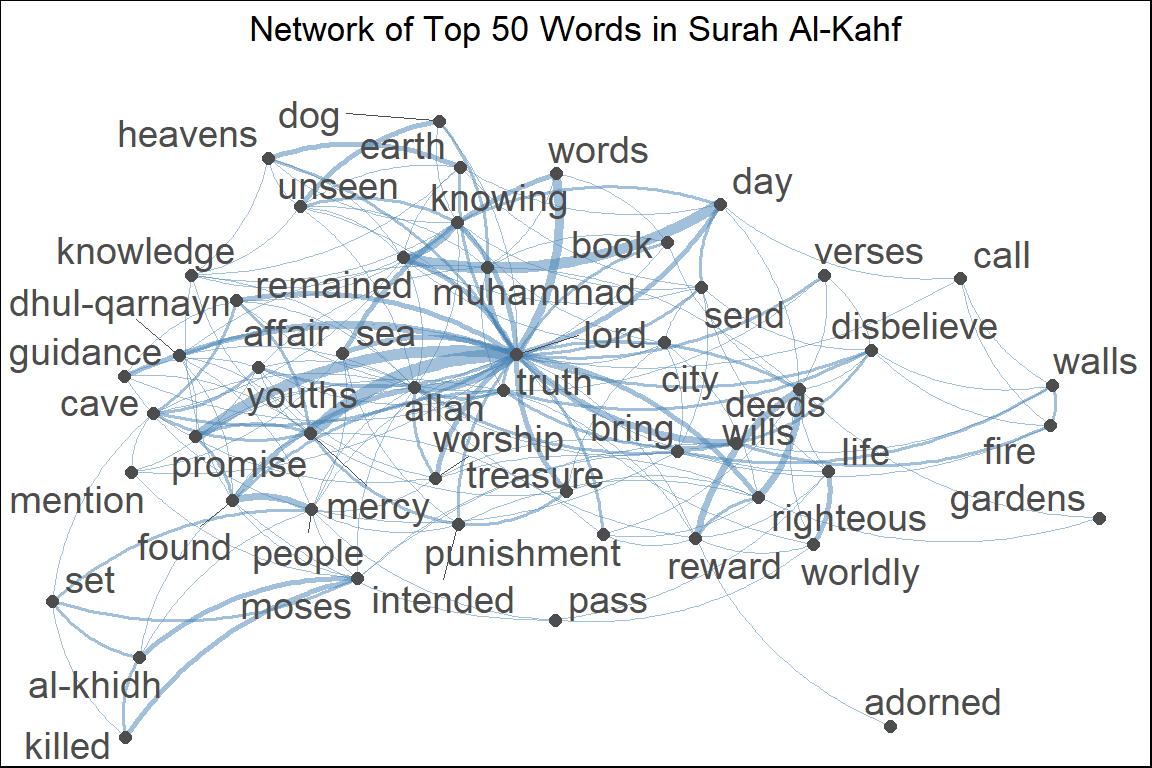 Network of Top 50 Words in Surah Al-Kahf
dog
heavens
earth
words
unseen
knowing
day
knowledge
book
verses
call
remained
muhammad
dhul-qarnayn
send
affair
sea
lord
disbelieve
guidance
walls
youths
truth
city
cave
allah
deeds
worship
bring
wills
promise
treasure
life
fire
mention
mercy
gardens
found
people
punishment
righteous
set
moses
intended
pass
reward
worldly
al-khidh
adorned
killed